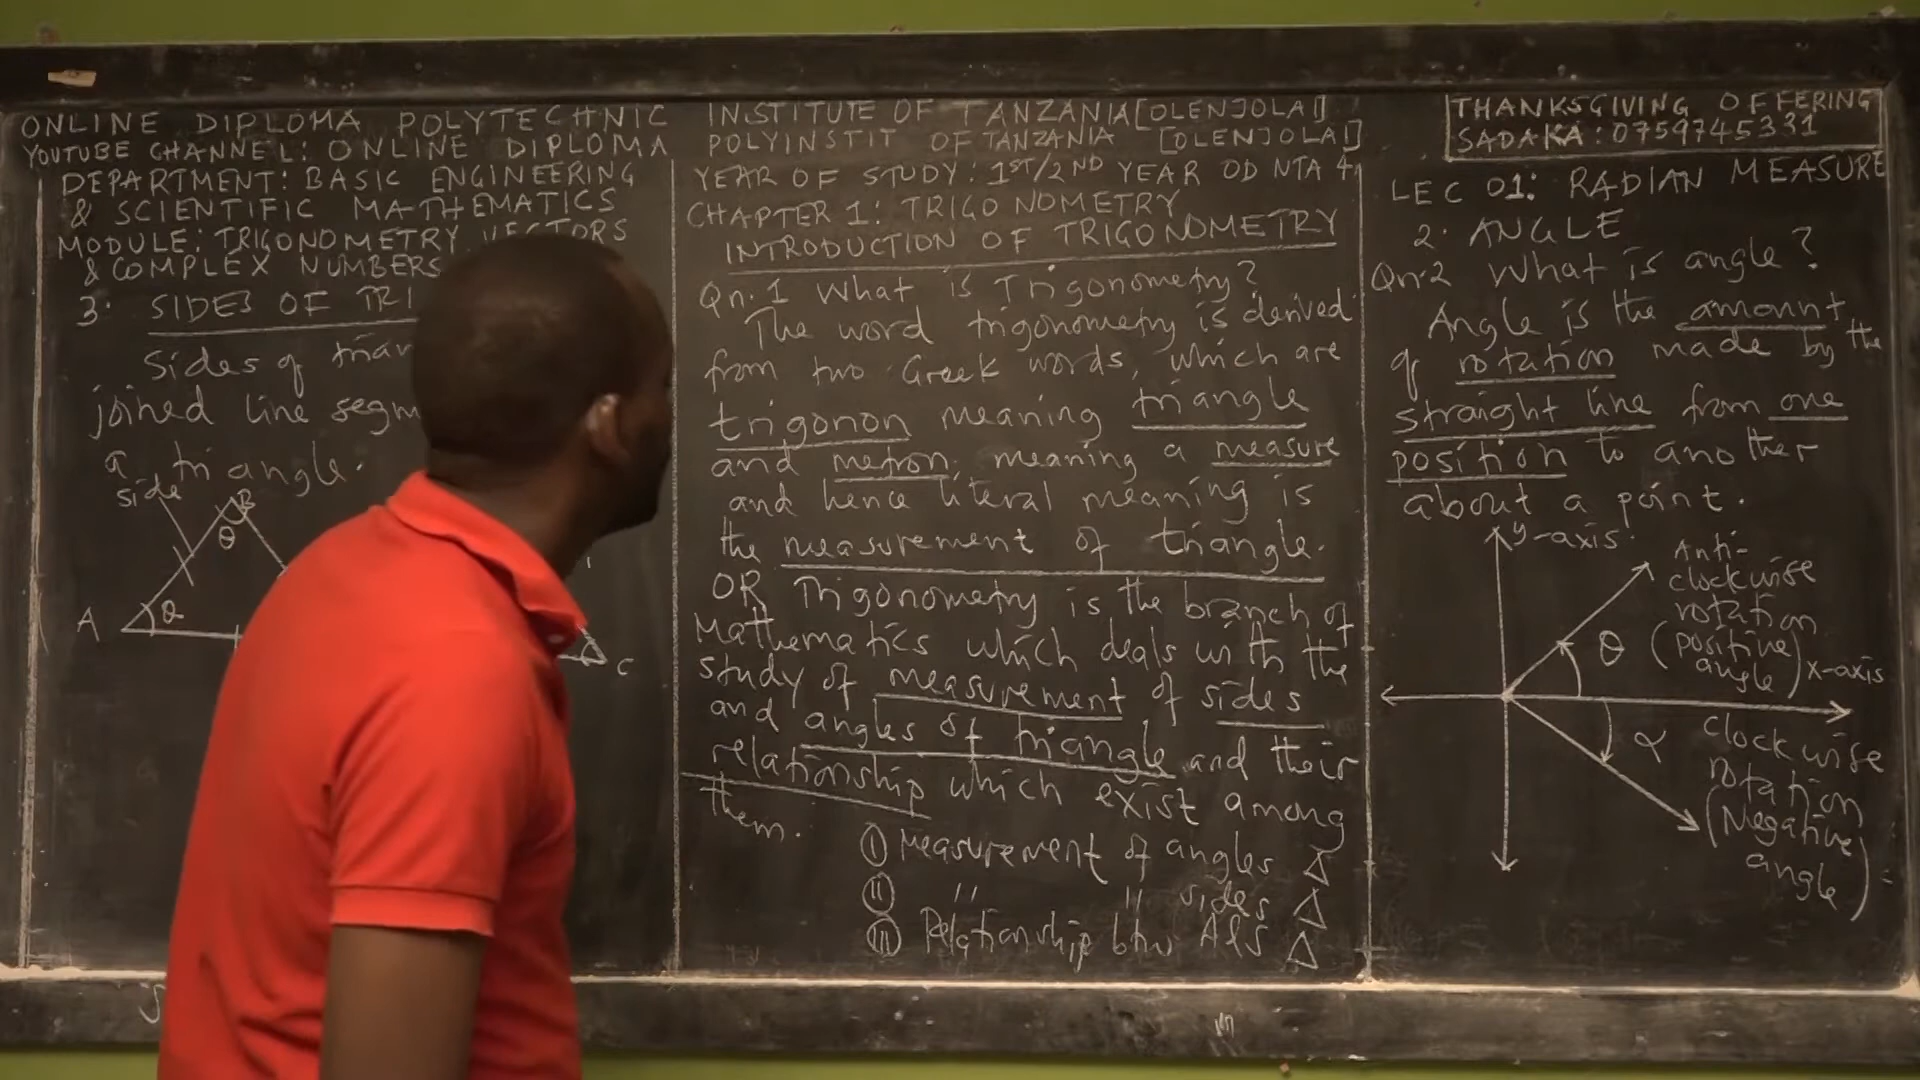 ONLINE DIPLOMA POLYTECHNIC INSTITUTE OF TANZANIA [OLENJOLAI]
YOUTUBE CHANNEL: ONLINE DIPLOMA POLYINSTIT OF TANZANIA [OLENJOLAI]
THANKSGIVING OFFERING
SADAKA: 0759745331
DEPARTMENT: BASIC ENGINEERING
& SCIENTIFIC MATHEMATICS
MODULE: TRIGONOMETRY VECTORS
& COMPLEX NUMBERS
3. SIDES OF TRI
Sides of trian
joined line segm
a triangle.
side
B
θ
A
C
YEAR OF STUDY: 1ST/2ND YEAR OD NTA 4
CHAPTER 1: TRIGONOMETRY
INTRODUCTION OF TRIGONOMETRY
Qn.1 What is Trigonometry?
The word trigonometry is derived
from two Greek words, which are
trigonon meaning triangle
and metron, meaning a measure
and hence literal meaning is
the measurement of triangle.
OR Trigonometry is the branch of
Mathematics which deals with the
study of measurement of sides
and angles of triangle and their
relationship which exist among
them.
(i) Measurement of angles Δ
(ii) " " sides Δ
(iii) Relationship btw A&S Δ
LEC 01: RADIAN MEASURE
2. ANGLE
Qn.2 What is angle?
Angle is the amount
of rotation made by the
straight line from one
position to another
about a point.
y-axis
Anti-
clockwise
rotation
(positive
angle)
θ
x-axis
α
clockwise
rotation
(Negative
angle)